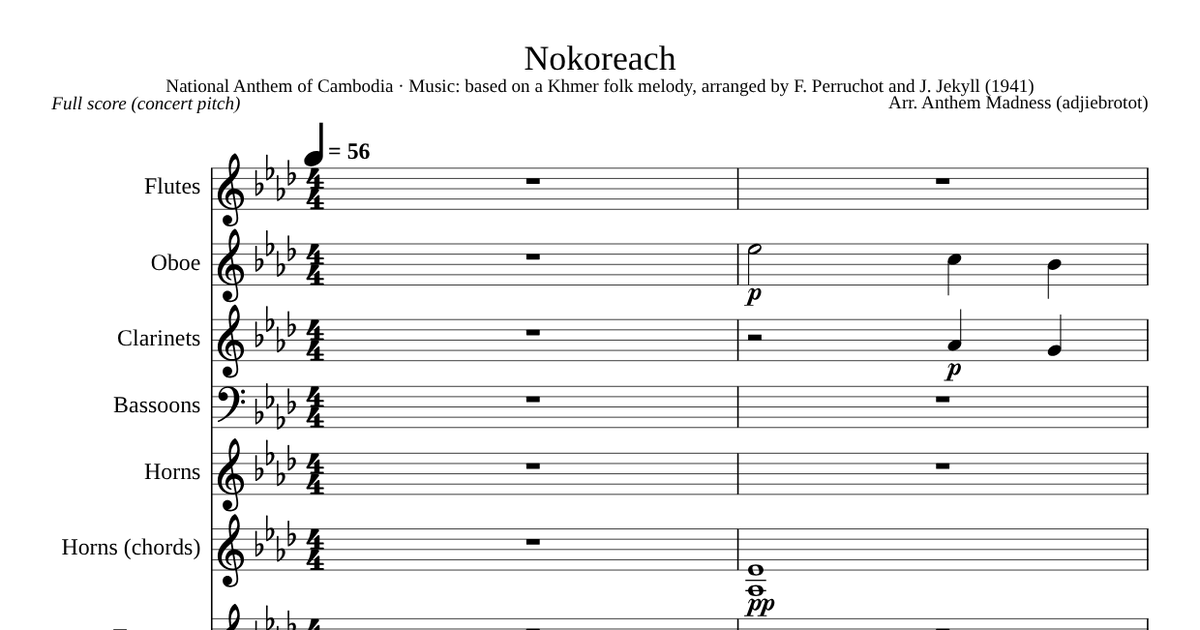 Nokoreach
National Anthem of Cambodia · Music: based on a Khmer folk melody, arranged by F. Perruchot and J. Jekyll (1941)
Full score (concert pitch)
Arr. Anthem Madness (adjiebrotot)
= 56
Flutes
Oboe
p
Clarinets
p
Bassoons
Horns
Horns (chords)
pp